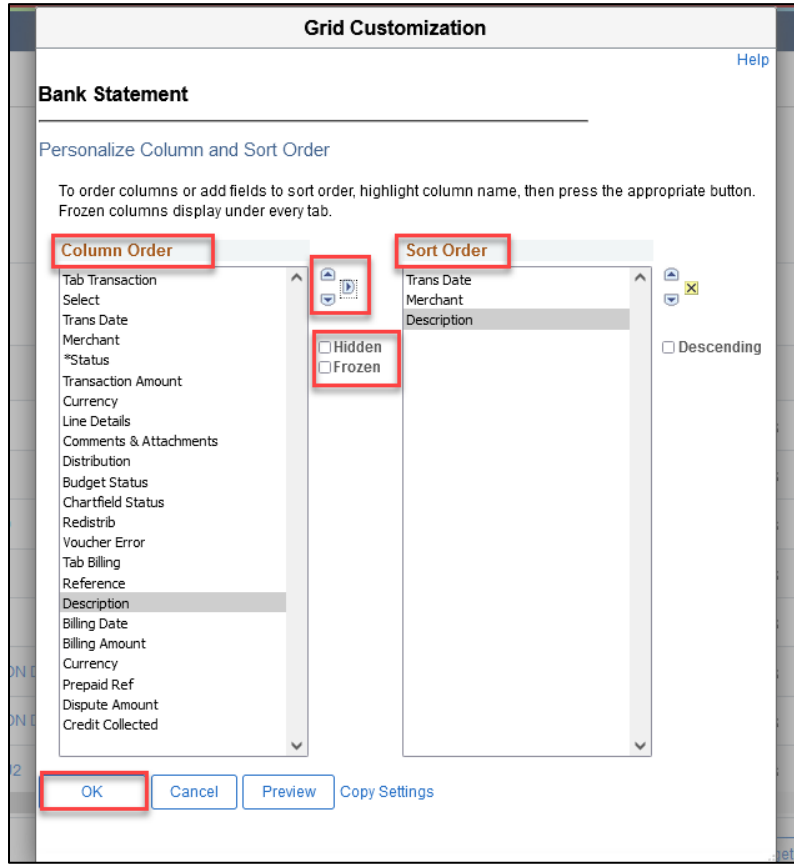 Grid Customization
Help
Bank Statement
Personalize Column and Sort Order
To order columns or add fields to sort order, highlight column name, then press the appropriate button.
Frozen columns display under every tab.
Column Order
Tab Transaction
Select
Trans Date
Merchant
*Status
Transaction Amount
Currency
Line Details
Comments & Attachments
Distribution
Budget Status
Chartfield Status
Redistrib
Voucher Error
Tab Billing
Reference
Description
Billing Date
Billing Amount
Currency
Prepaid Ref
Dispute Amount
Credit Collected
Hidden
Frozen
Sort Order
Trans Date
Merchant
Description
Descending
OK
Cancel
Preview
Copy Settings